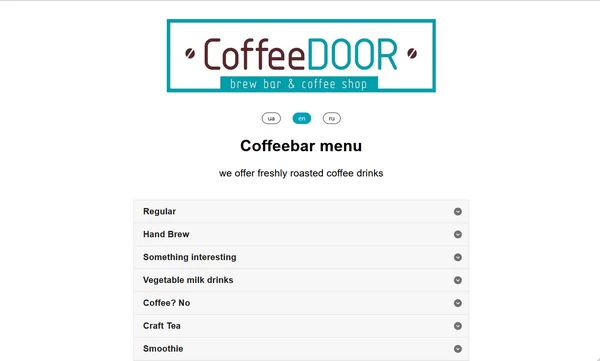 CoffeeDOOR
brew bar & coffee shop
ua en ru
Coffeebar menu
we offer freshly roasted coffee drinks
Regular
Hand Brew
Something interesting
Vegetable milk drinks
Coffee? No
Craft Tea
Smoothie